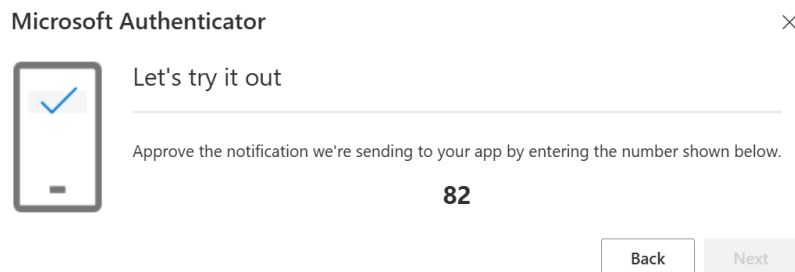 Microsoft Authenticator
Let's try it out
Approve the notification we're sending to your app by entering the number shown below.
82
Back Next